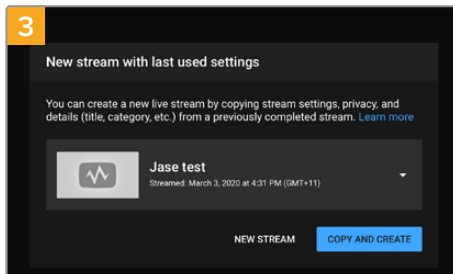 3
New stream with last used settings
You can create a new live stream by copying stream settings, privacy, and
details (title, category, etc.) from a previously completed stream. Learn more
Jase test
Streamed: March 3, 2020 at 4:31 PM (GMT+11)
NEW STREAM COPY AND CREATE